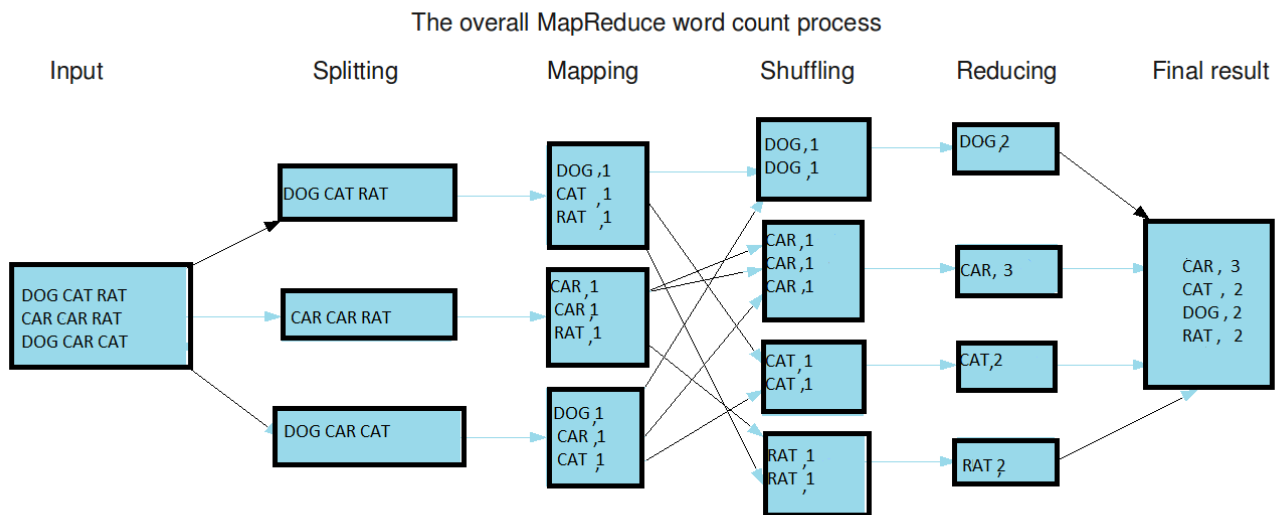 The overall MapReduce word count process
Input
Splitting
Mapping
Shuffling
Reducing
Final result
DOG CAT RAT
CAR CAR RAT
DOG CAR CAT
DOG CAT RAT
CAR CAR RAT
DOG CAR CAT
DOG ,1
CAT ,1
RAT ,1
CAR ,1
CAR,1
RAT ,1
DOG,1
CAR ,1
CAT ,1
DOG,1
DOG ,1
CAR ,1
CAR,1
CAR ,1
CAT ,1
CAT ,1
RAT ,1
RAT ,1
DOG,2
CAR, 3
CAT,2
RAT 2,
CAR , 3
CAT , 2
DOG , 2
RAT , 2